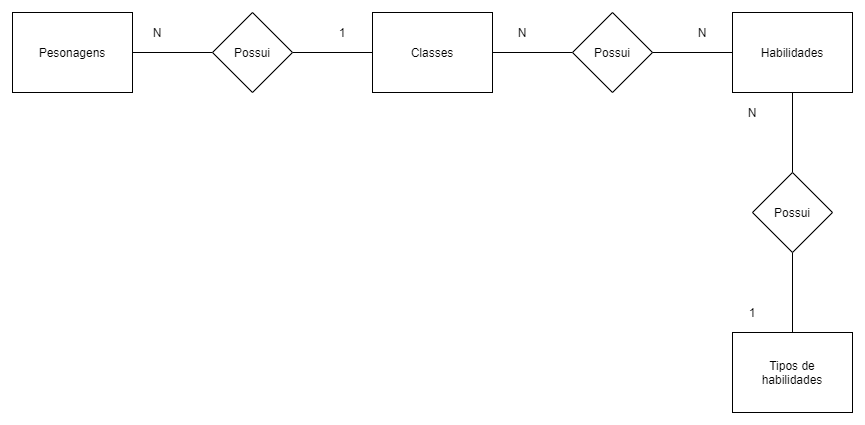 N
1
N
N
Pesonagens
Possui
Classes
Possui
Habilidades
N
Possui
1
Tipos de
habilidades